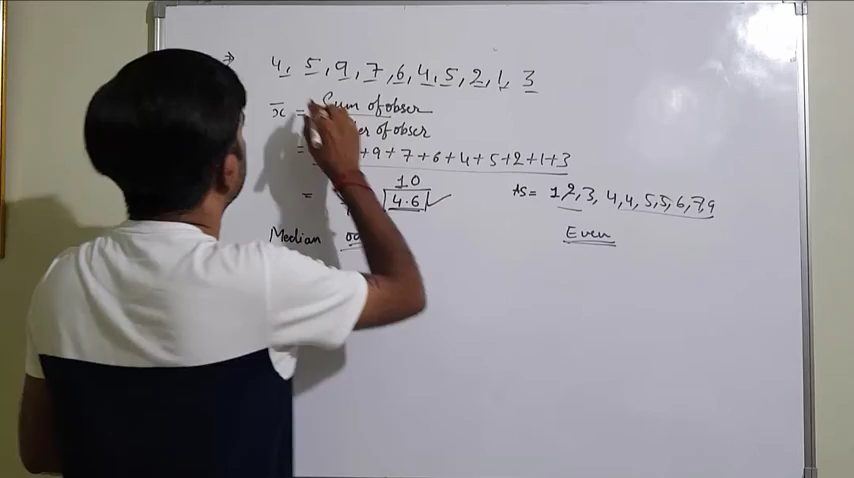 ⇒ 4, 5, 9, 7, 6, 4, 5, 2, 1, 3
x̄ = Sum of obser
of obser
= + 9 + 7 + 6 + 4 + 5 + 2 + 1 + 3
10
= 4.6 ✓
AS = 1, 2, 3, 4, 4, 5, 5, 6, 7, 9
Median
Even